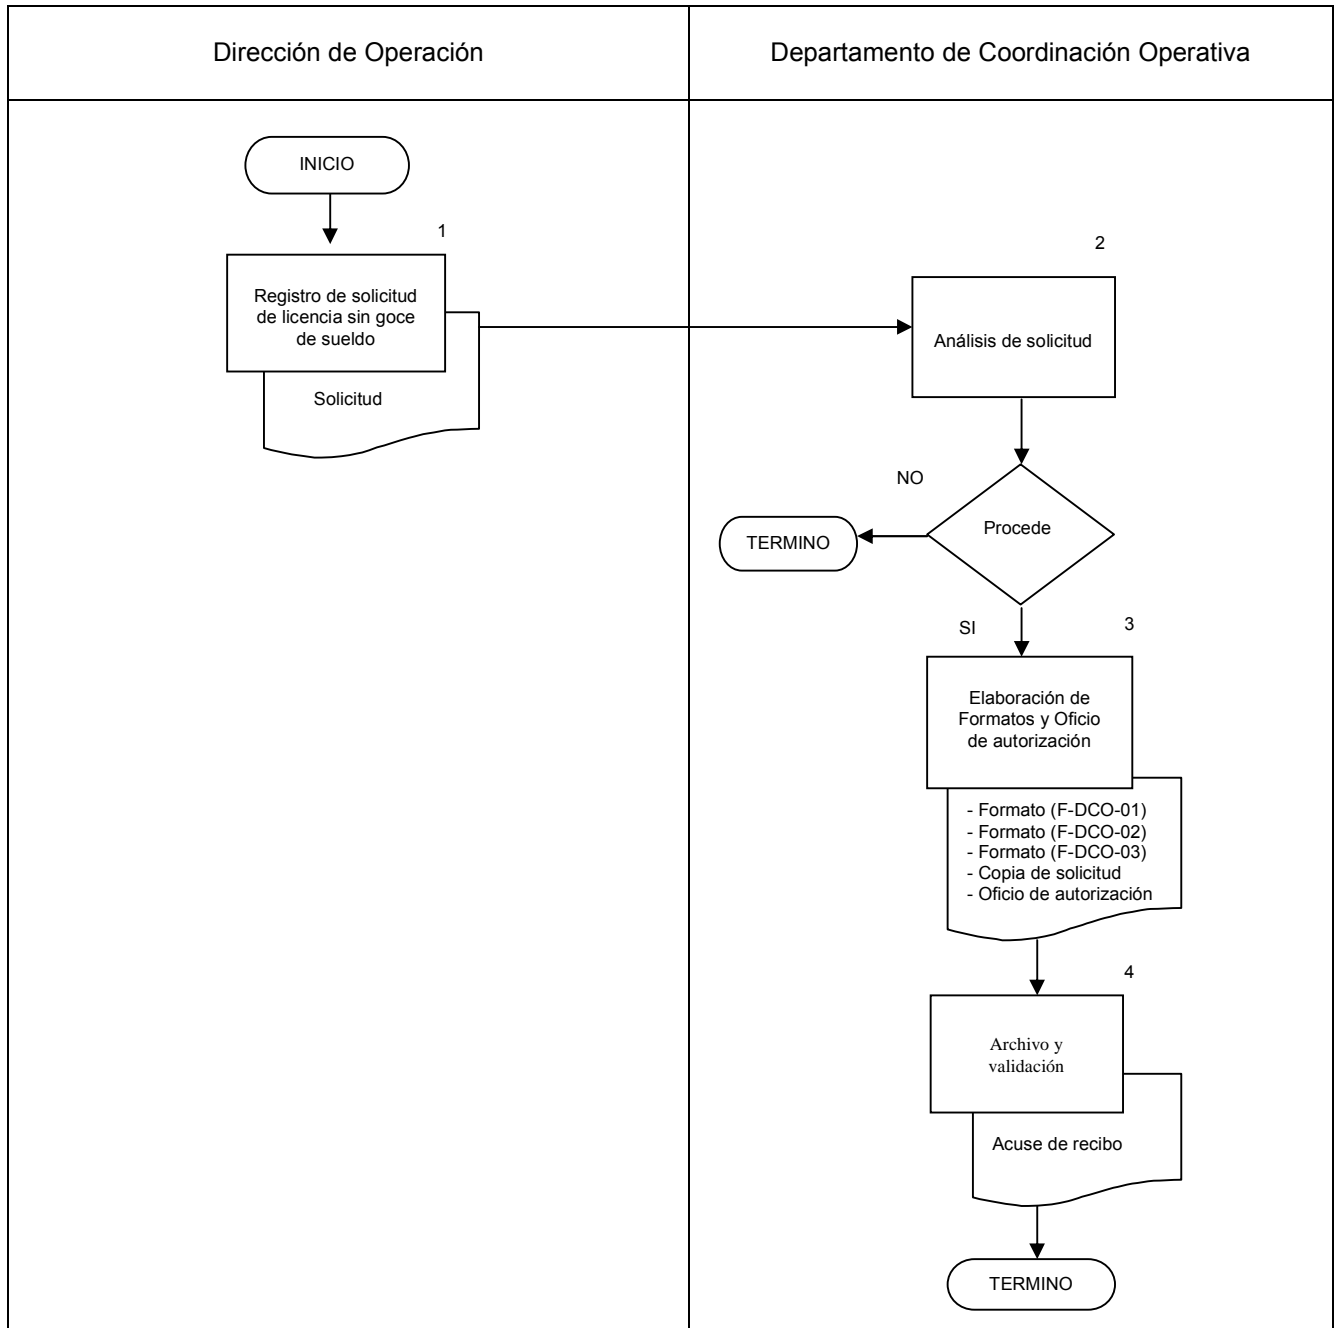 Dirección de Operación
Departamento de Coordinación Operativa
INICIO
1
Registro de solicitud
de licencia sin goce
de sueldo
Solicitud
2
Análisis de solicitud
NO
Procede
TERMINO
SI
3
Elaboración de
Formatos y Oficio
de autorización
- Formato (F-DCO-01)
- Formato (F-DCO-02)
- Formato (F-DCO-03)
- Copia de solicitud
- Oficio de autorización
4
Archivo y
validación
Acuse de recibo
TERMINO